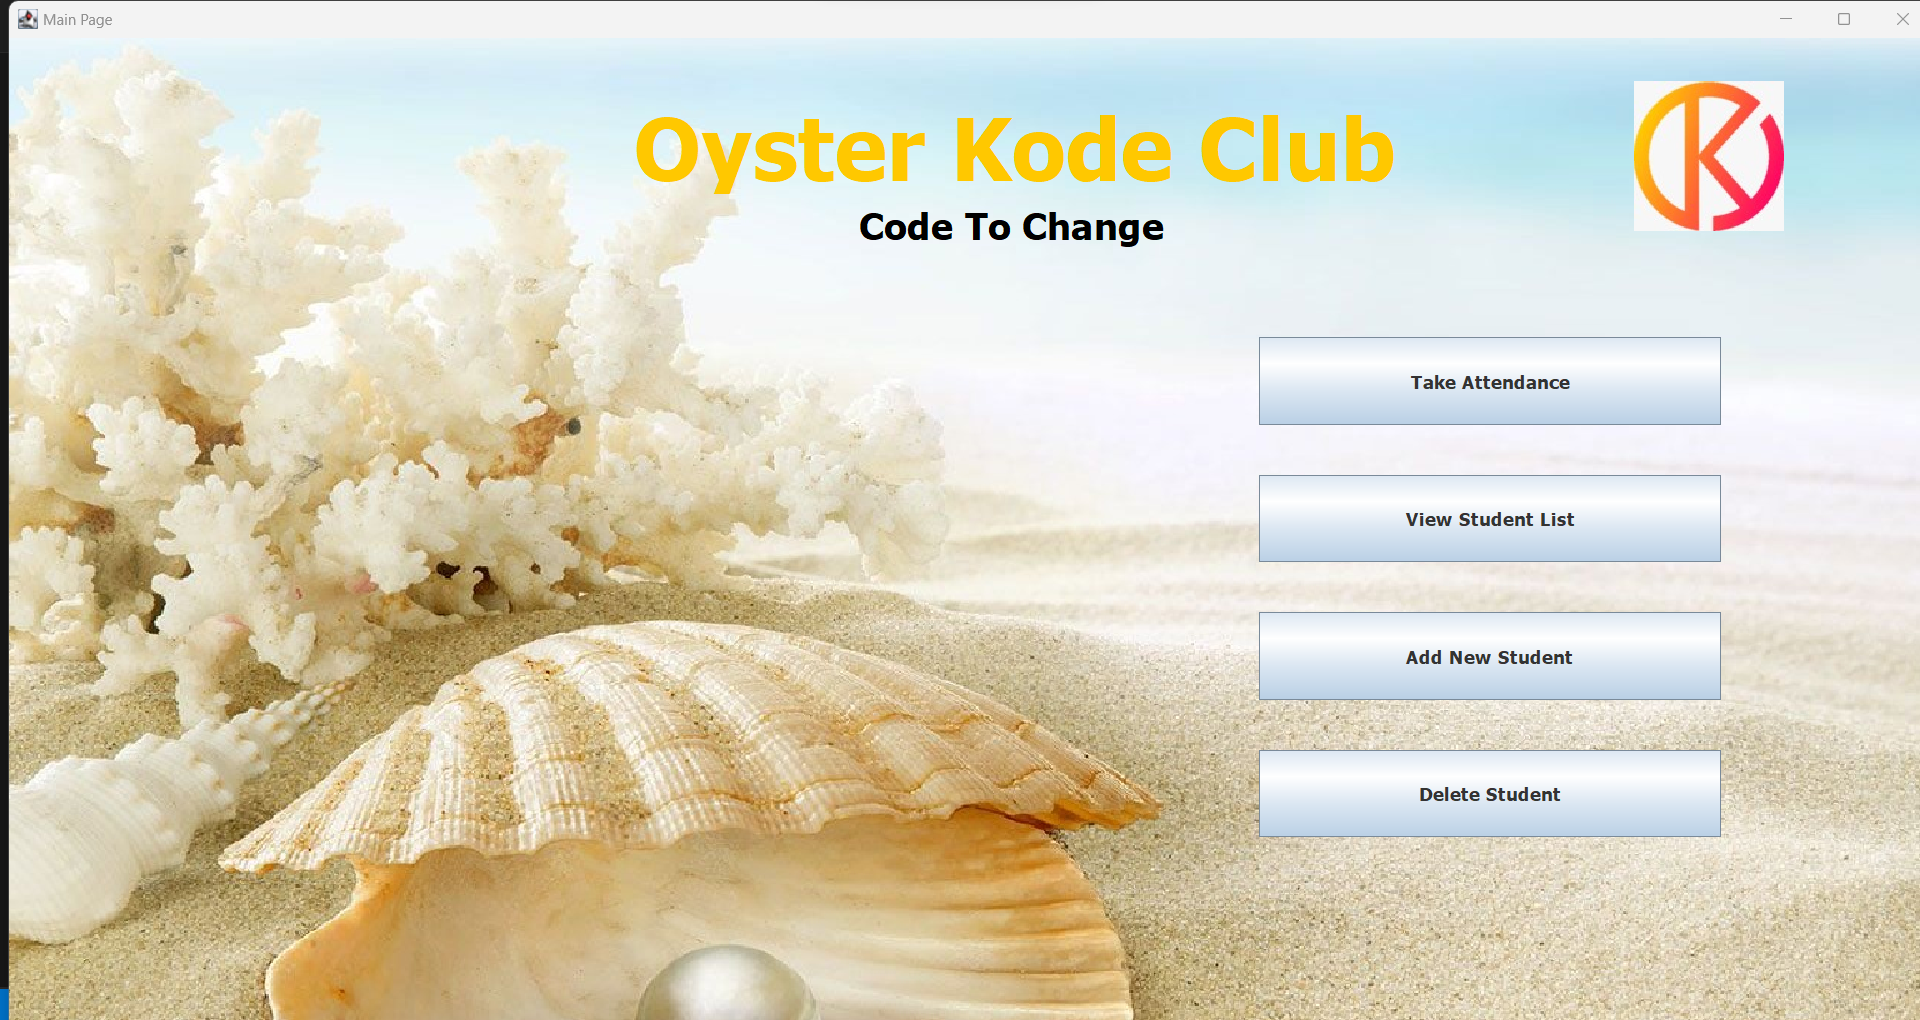 Main Page
Oyster Kode Club
Code To Change
Take Attendance
View Student List
Add New Student
Delete Student